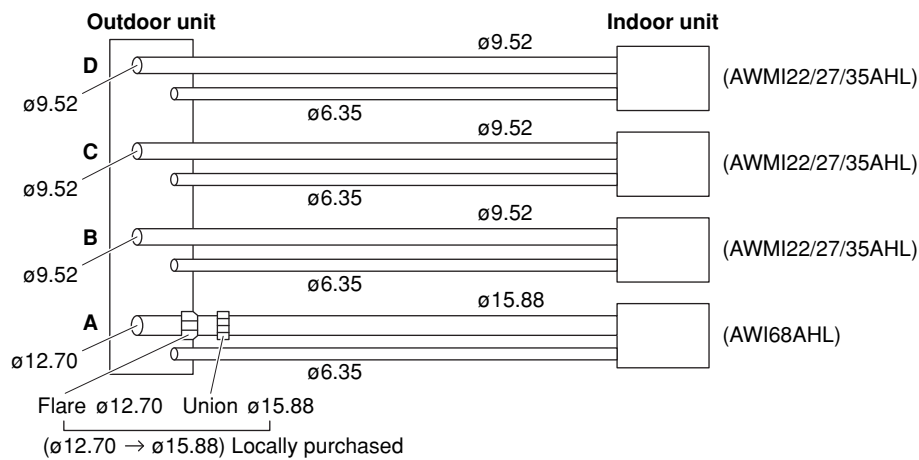 Outdoor unit
Indoor unit
D
ø9.52
ø9.52
ø6.35
(AWMI22/27/35AHL)
C
ø9.52
ø9.52
ø6.35
(AWMI22/27/35AHL)
B
ø9.52
ø9.52
ø6.35
(AWMI22/27/35AHL)
A
ø12.70
ø15.88
ø6.35
(AWI68AHL)
Flare ø12.70 Union ø15.88
(ø12.70 → ø15.88) Locally purchased